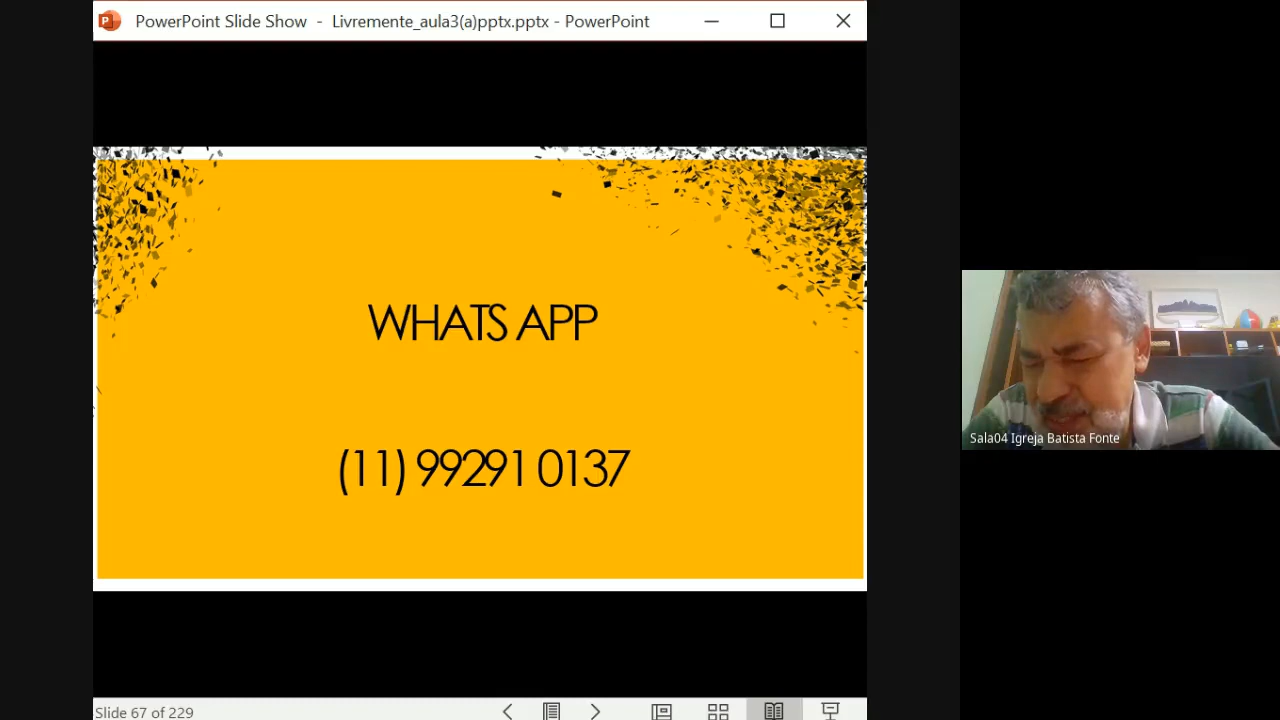 PowerPoint Slide Show - Livremente_aula3(a)pptx.pptx - PowerPoint
WHATS APP
(11) 99291 0137
Sala04 Igreja Batista Fonte
Slide 67 of 229